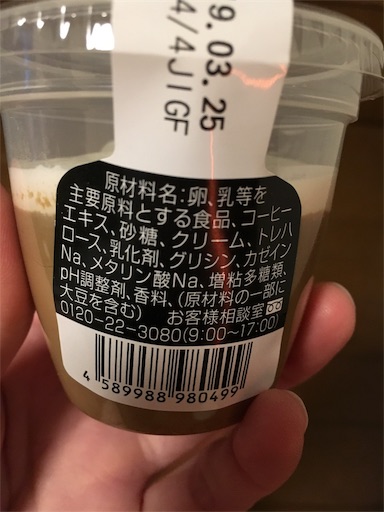 9.03.25
4/4JIGF
原材料名:卵、乳等を
主要原料とする食品、コーヒー
エキス、砂糖、クリーム、トレハ
ロース、乳化剤、グリシン、カゼイン
Na、メタリン酸Na、増粘多糖類、
pH調整剤、香料、(原材料の一部に
大豆を含む) お客様相談室
0120-22-3080(9:00~17:00)
4 589988 980499